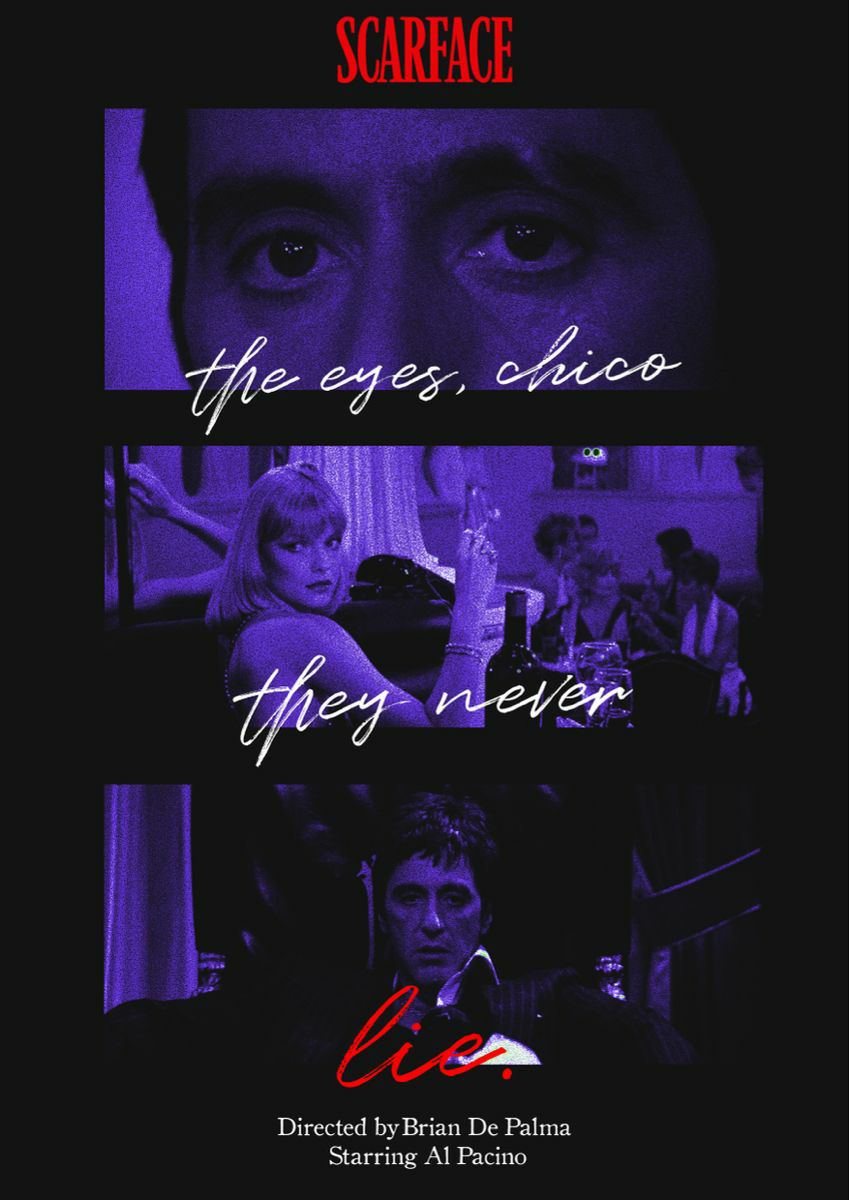 SCARFACE
the eyes, chico
they never
lie.
Directed by Brian De Palma
Starring Al Pacino